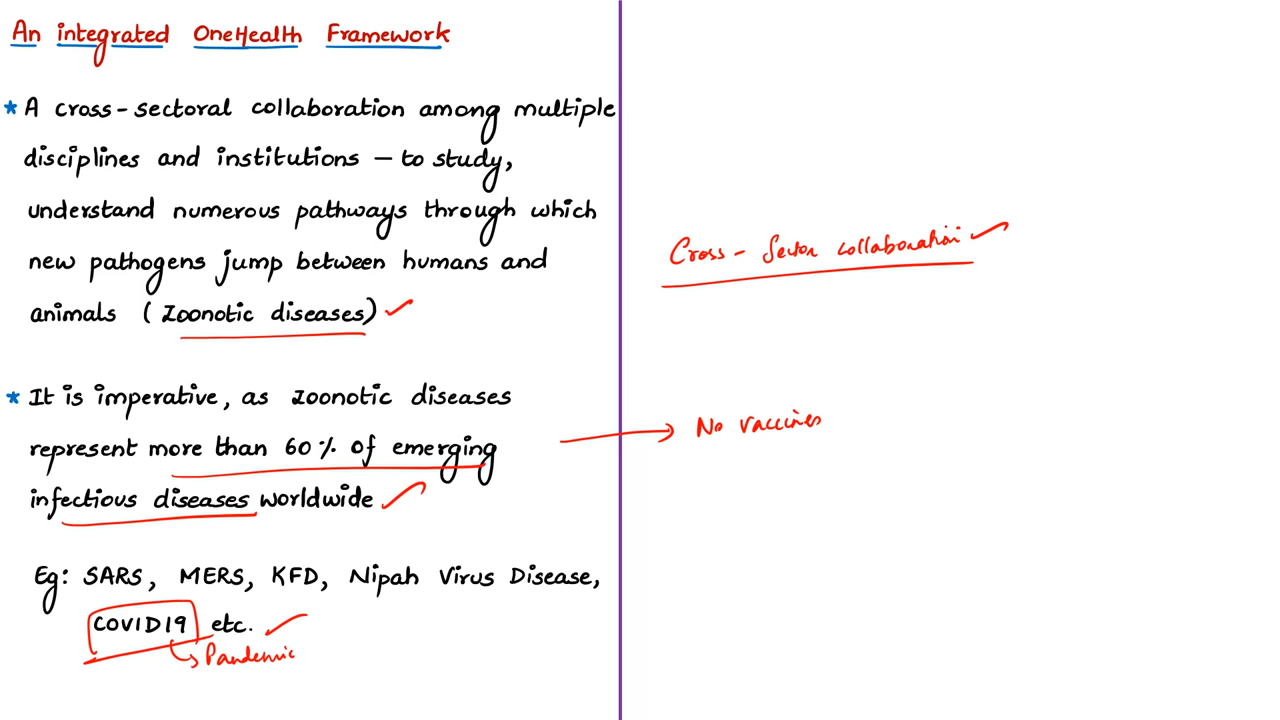 An integrated OneHealth Framework
* A cross-sectoral collaboration among multiple
disciplines and institutions – to study,
understand numerous pathways through which
new pathogens jump between humans and
animals (Zoonotic diseases) ✓
* It is imperative, as Zoonotic diseases
represent more than 60% of emerging
infectious diseases worldwide ✓
Eg: SARS, MERS, KFD, Nipah Virus Disease,
COVID19 etc. ✓
↳ Pandemic
Cross - Sector collaboration ✓
→ No vaccines